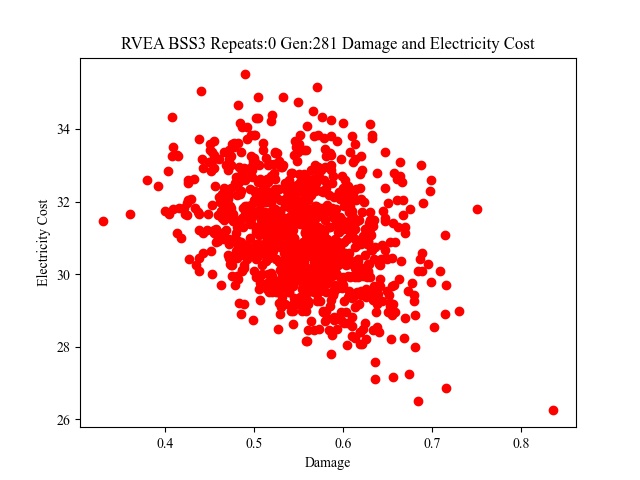 RVEA BSS3 Repeats:0 Gen:281 Damage and Electricity Cost
34
32
30
28
26
Electricity Cost
0.4 0.5 0.6 0.7 0.8
Damage